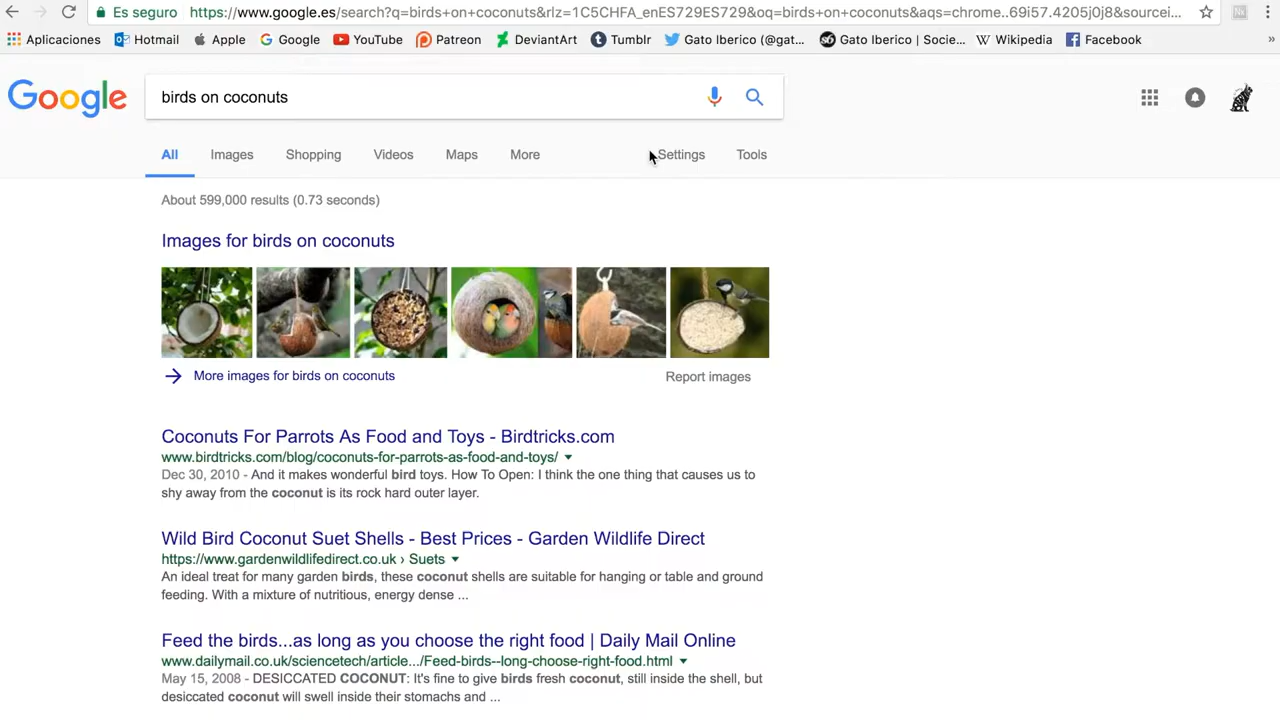 Es seguro https://www.google.es/search?q=birds+on+coconuts&rlz=1C5CHFA_enES729ES729&oq=birds+on+coconuts&aqs=chrome..69i57.4205j0j8&sourcei...
Aplicaciones Hotmail Apple Google YouTube Patreon DeviantArt Tumblr Gato Iberico (@gat... Gato Iberico | Socie... Wikipedia Facebook »
Google birds on coconuts
All Images Shopping Videos Maps More Settings Tools
About 599,000 results (0.73 seconds)
Images for birds on coconuts
More images for birds on coconuts Report images
Coconuts For Parrots As Food and Toys - Birdtricks.com
www.birdtricks.com/blog/coconuts-for-parrots-as-food-and-toys/
Dec 30, 2010 - And it makes wonderful bird toys. How To Open: I think the one thing that causes us to
shy away from the coconut is its rock hard outer layer.
Wild Bird Coconut Suet Shells - Best Prices - Garden Wildlife Direct
https://www.gardenwildlifedirect.co.uk › Suets
An ideal treat for many garden birds, these coconut shells are suitable for hanging or table and ground
feeding. With a mixture of nutritious, energy dense ...
Feed the birds...as long as you choose the right food | Daily Mail Online
www.dailymail.co.uk/sciencetech/article.../Feed-birds--long-choose-right-food.html
May 15, 2008 - DESICCATED COCONUT: It's fine to give birds fresh coconut, still inside the shell, but
desiccated coconut will swell inside their stomachs and ...